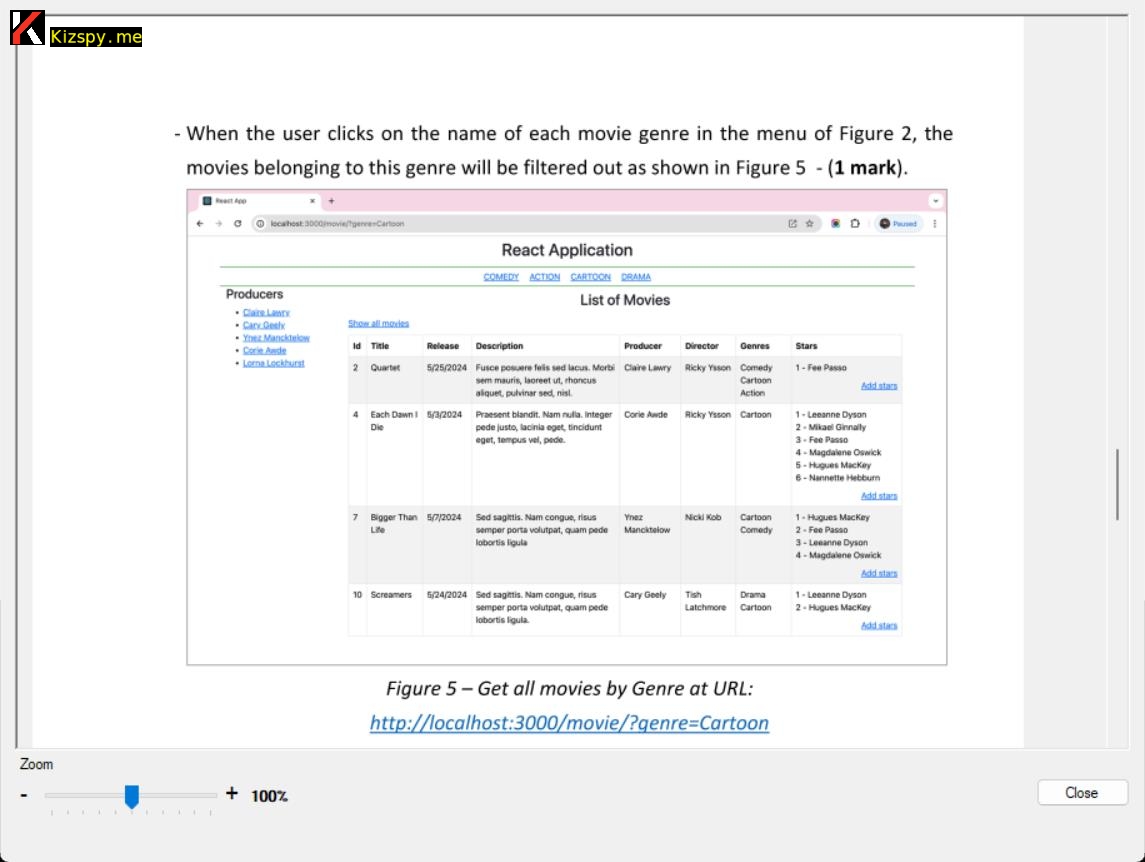 Kizspy.me
- When the user clicks on the name of each movie genre in the menu of Figure 2, the
movies belonging to this genre will be filtered out as shown in Figure 5 - (1 mark).
React App
localhost:3000/movie/?genre=Cartoon
Paused
React Application
COMEDY ACTION CARTOON DRAMA
Producers
• Claire Lawry
• Cary Geely
• Ynez Mancktelow
• Corie Awde
• Lorna Lockhurst
List of Movies
Show all movies
Id Title Release Description Producer Director Genres Stars
2 Quartet 5/25/2024 Fusce posuere felis sed lacus. Morbi Claire Lawry Ricky Ysson Comedy 1 - Fee Passo
sem mauris, laoreet ut, rhoncus Cartoon
aliquet, pulvinar sed, nisl. Action
Add stars
4 Each Dawn I 5/3/2024 Praesent blandit. Nam nulla. Integer Corie Awde Ricky Ysson Cartoon 1 - Leeanne Dyson
Die pede justo, lacinia eget, tincidunt 2 - Mikael Ginnally
eget, tempus vel, pede. 3 - Fee Passo
4 - Magdalene Oswick
5 - Hugues MacKey
6 - Nannette Hebburn
Add stars
7 Bigger Than 5/7/2024 Sed sagittis. Nam congue, risus Ynez Nicki Kob Cartoon 1 - Hugues MacKey
Life semper porta volutpat, quam pede Mancktelow Comedy 2 - Fee Passo
lobortis ligula 3 - Leeanne Dyson
4 - Magdalene Oswick
Add stars
10 Screamers 5/24/2024 Sed sagittis. Nam congue, risus Cary Geely Tish Drama 1 - Leeanne Dyson
semper porta volutpat, quam pede Latchmore Cartoon 2 - Hugues MacKey
lobortis ligula.
Add stars
Figure 5 – Get all movies by Genre at URL:
http://localhost:3000/movie/?genre=Cartoon
Zoom
- + 100%
Close